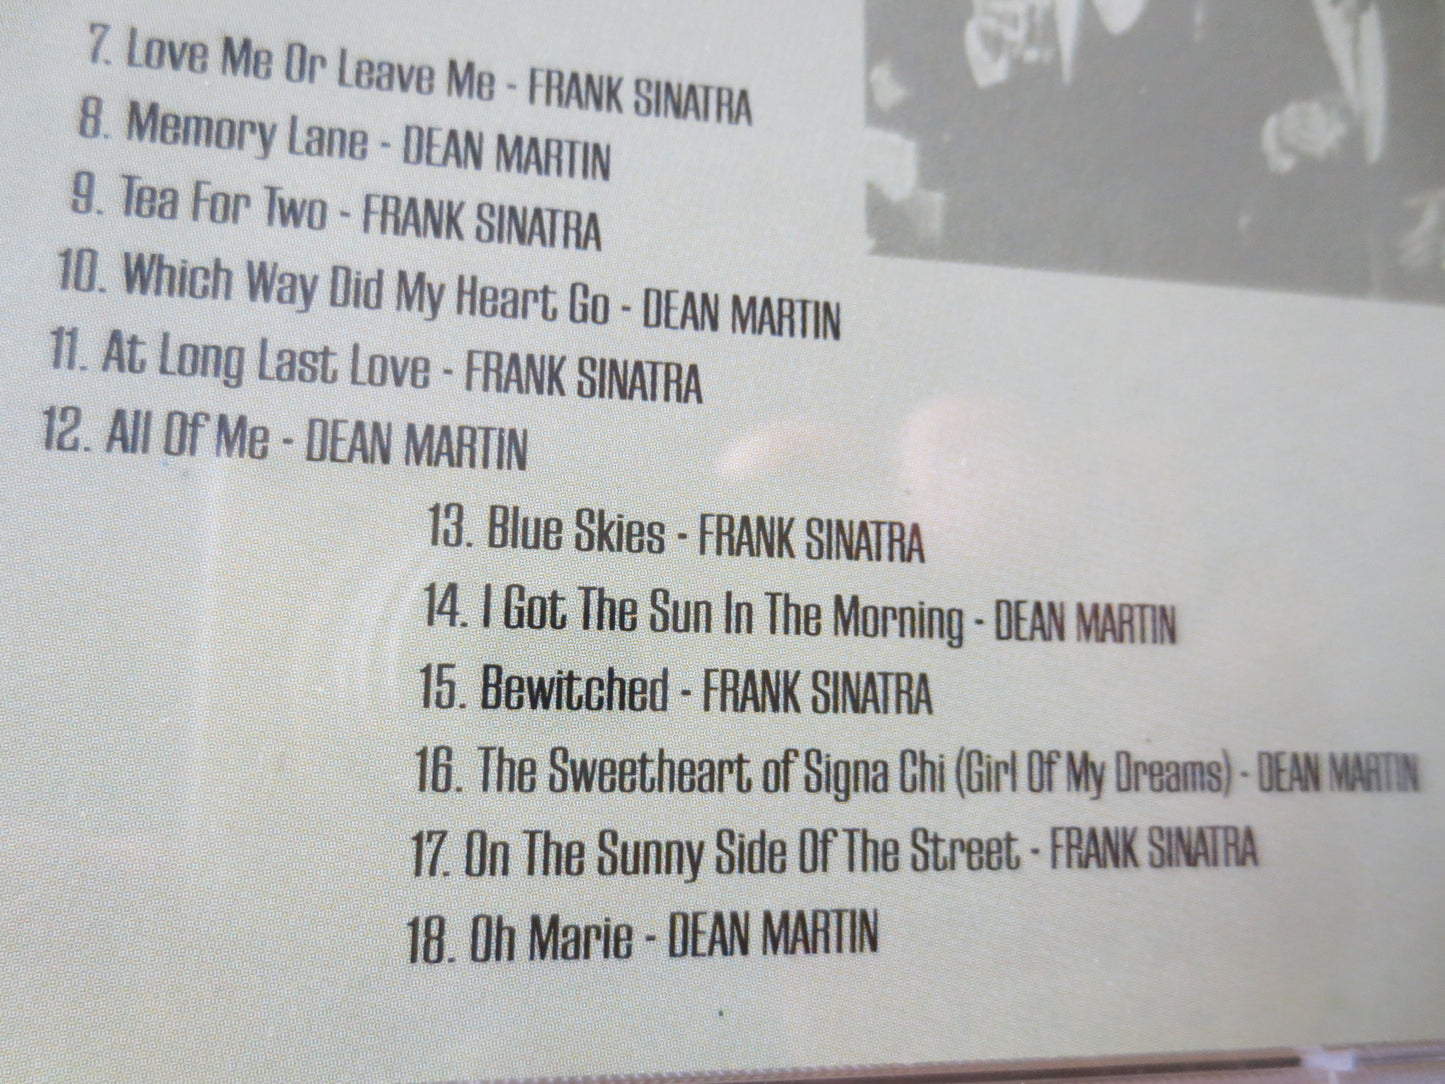 7. Love Me Or Leave Me - FRANK SINATRA
8. Memory Lane - DEAN MARTIN
9. Tea For Two - FRANK SINATRA
10. Which Way Did My Heart Go - DEAN MARTIN
11. At Long Last Love - FRANK SINATRA
12. All Of Me - DEAN MARTIN
13. Blue Skies - FRANK SINATRA
14. I Got The Sun In The Morning - DEAN MARTIN
15. Bewitched - FRANK SINATRA
16. The Sweetheart of Signa Chi (Girl Of My Dreams) - DEAN MARTIN
17. On The Sunny Side Of The Street - FRANK SINATRA
18. Oh Marie - DEAN MARTIN